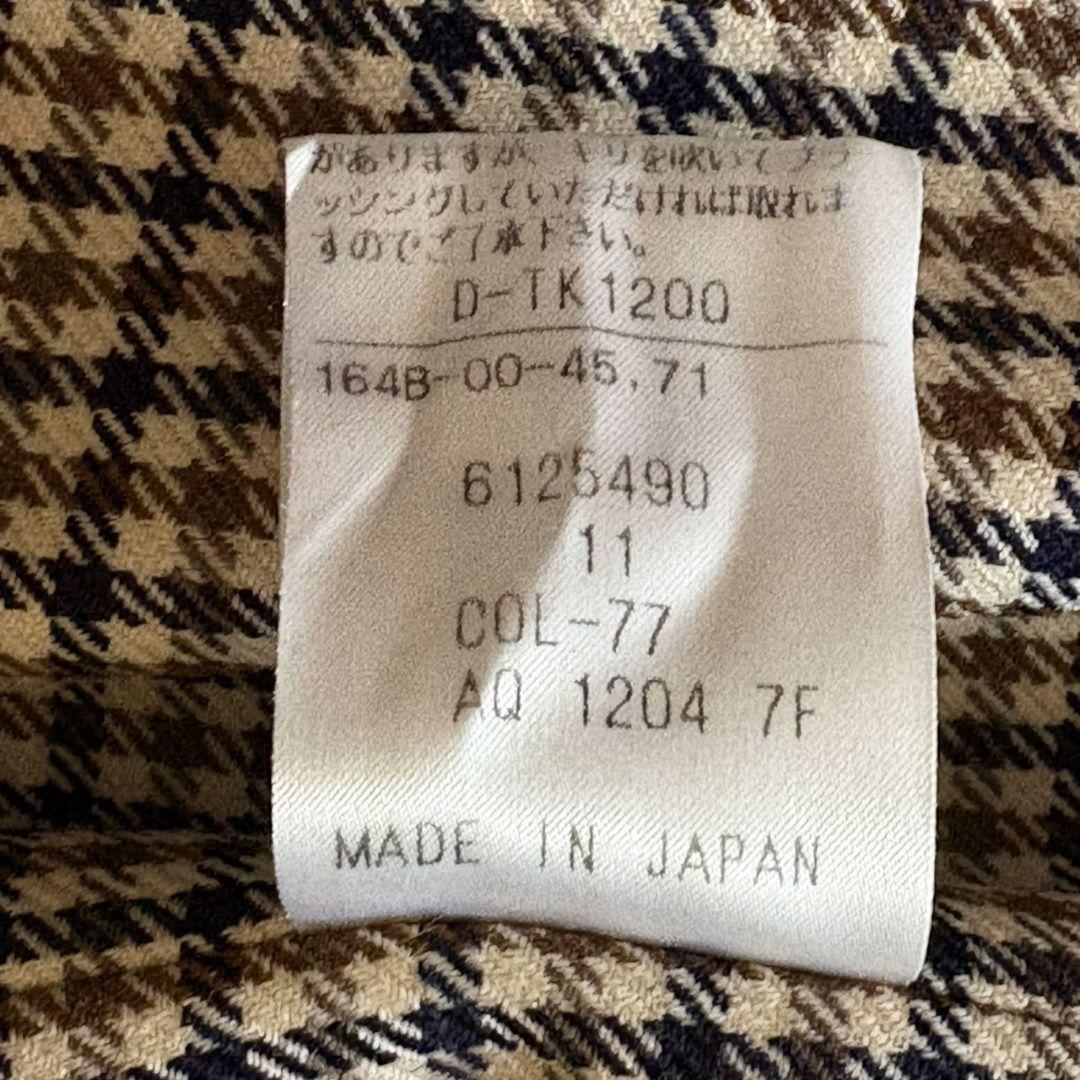 がありますが、キリを吹いてブラ
ッシングしていただければ取れま
すのでご了承下さい。
D-TK1200
164B-00-45.71
6125490
11
COL-77
AQ 1204 7F
MADE IN JAPAN